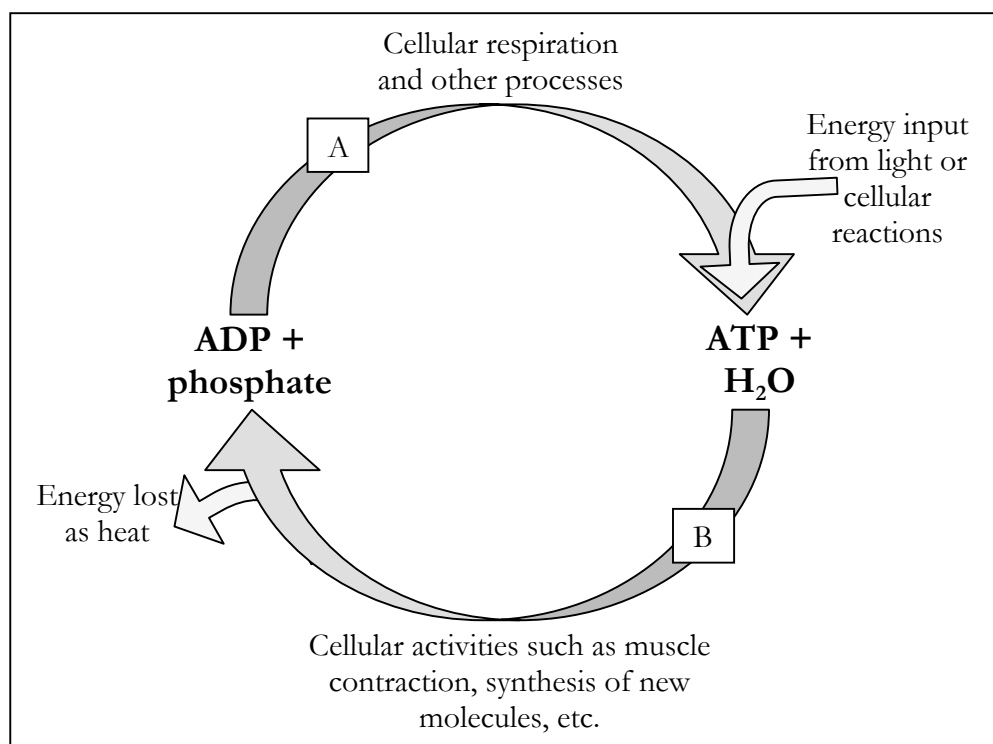 Cellular respiration
and other processes
A
Energy input
from light or
cellular
reactions
ADP +
phosphate
ATP +
H₂O
Energy lost
as heat
B
Cellular activities such as muscle
contraction, synthesis of new
molecules, etc.